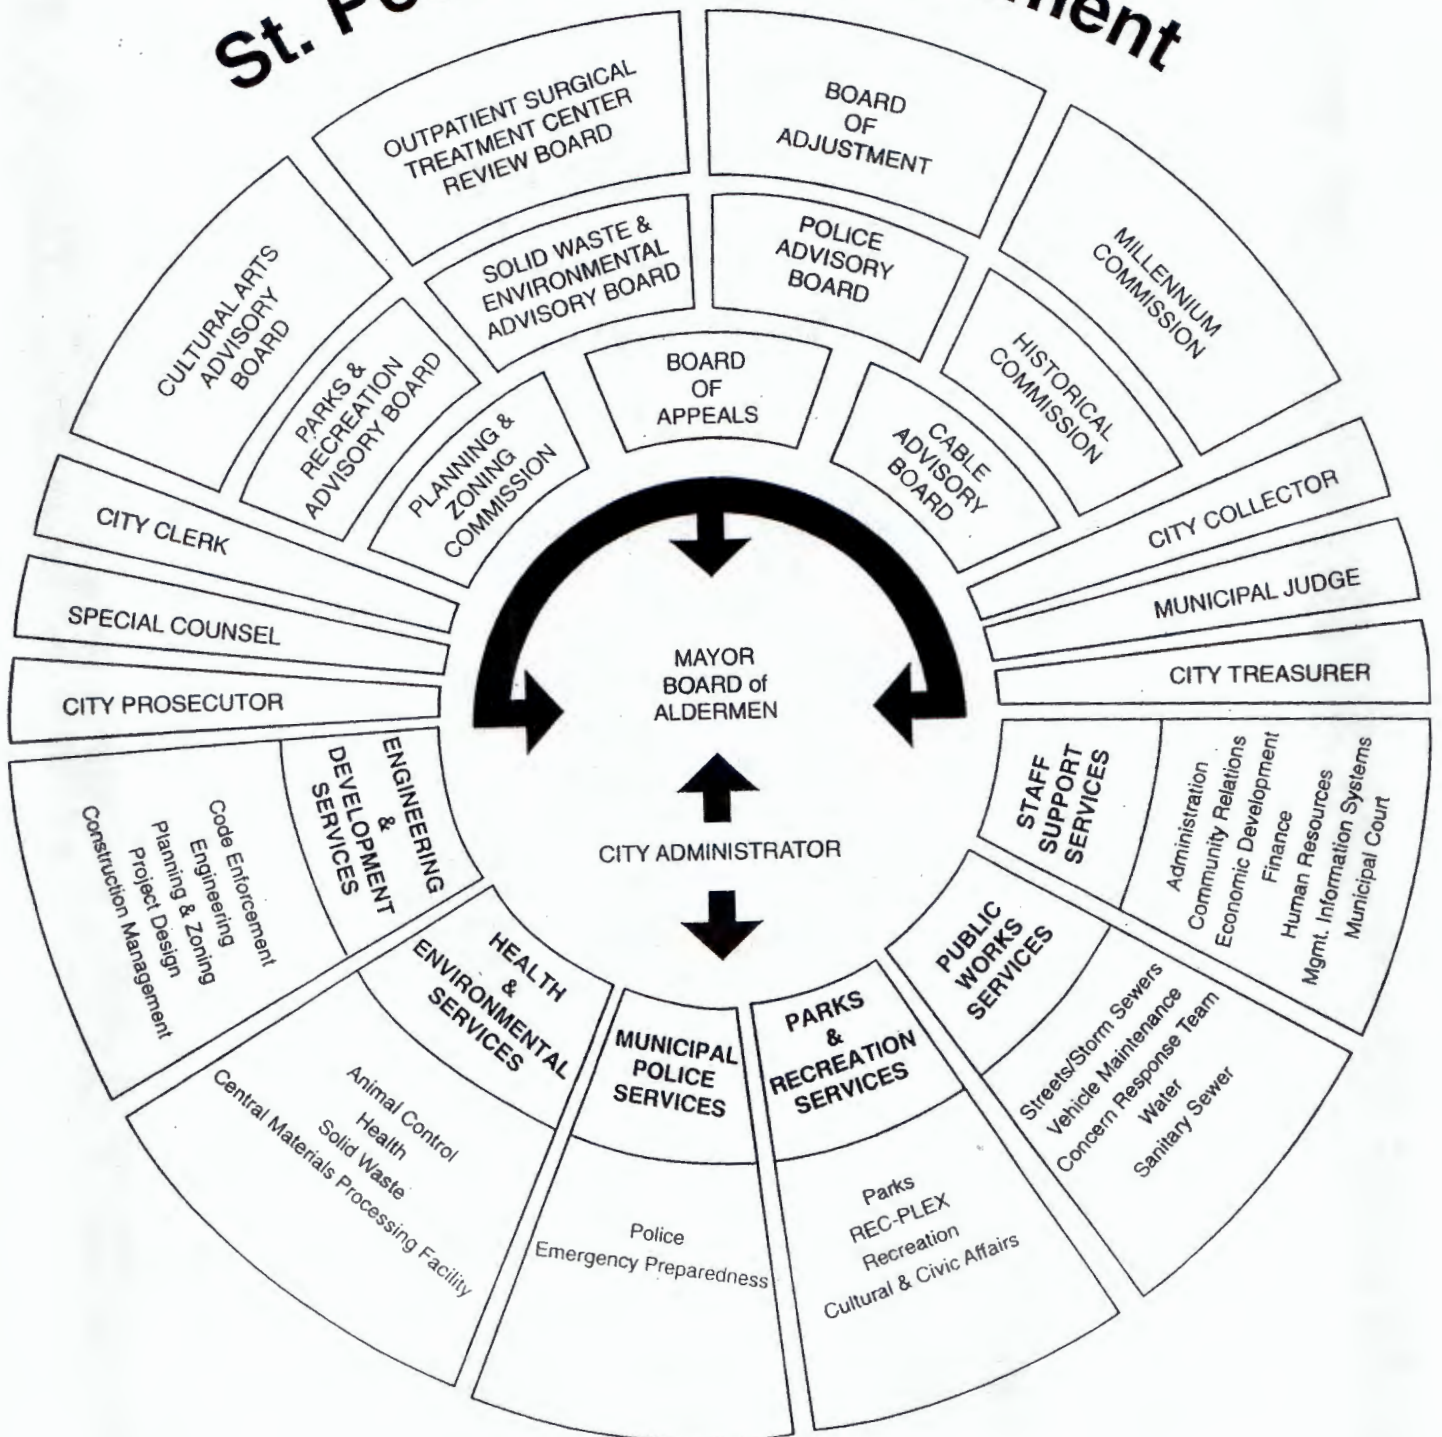 St.
OUTPATIENT SURGICAL
TREATMENT CENTER
REVIEW BOARD
BOARD
OF
ADJUSTMENT
CULTURAL ARTS
ADVISORY
BOARD
SOLID WASTE &
ENVIRONMENTAL
ADVISORY BOARD
POLICE
ADVISORY
BOARD
MILLENNIUM
COMMISSION
PARKS &
RECREATION
ADVISORY BOARD
HISTORICAL
COMMISSION
PLANNING &
ZONING
COMMISSION
BOARD
OF
APPEALS
CABLE
ADVISORY
BOARD
CITY CLERK
SPECIAL COUNSEL
CITY PROSECUTOR
CITY COLLECTOR
MUNICIPAL JUDGE
CITY TREASURER
MAYOR
BOARD of
ALDERMEN
CITY ADMINISTRATOR
ENGINEERING
&
DEVELOPMENT
SERVICES
Code Enforcement
Engineering
Planning & Zoning
Project Design
Construction Management
HEALTH
&
ENVIRONMENTAL
SERVICES
Animal Control
Health
Solid Waste
Central Materials Processing Facility
MUNICIPAL
POLICE
SERVICES
Police
Emergency Preparedness
PARKS
&
RECREATION
SERVICES
Parks
REC-PLEX
Recreation
Cultural & Civic Affairs
PUBLIC
WORKS
SERVICES
Streets/Storm Sewers
Vehicle Maintenance
Concern Response Team
Water
Sanitary Sewer
STAFF
SUPPORT
SERVICES
Administration
Community Relations
Economic Development
Finance
Human Resources
Mgmt. Information Systems
Municipal Court